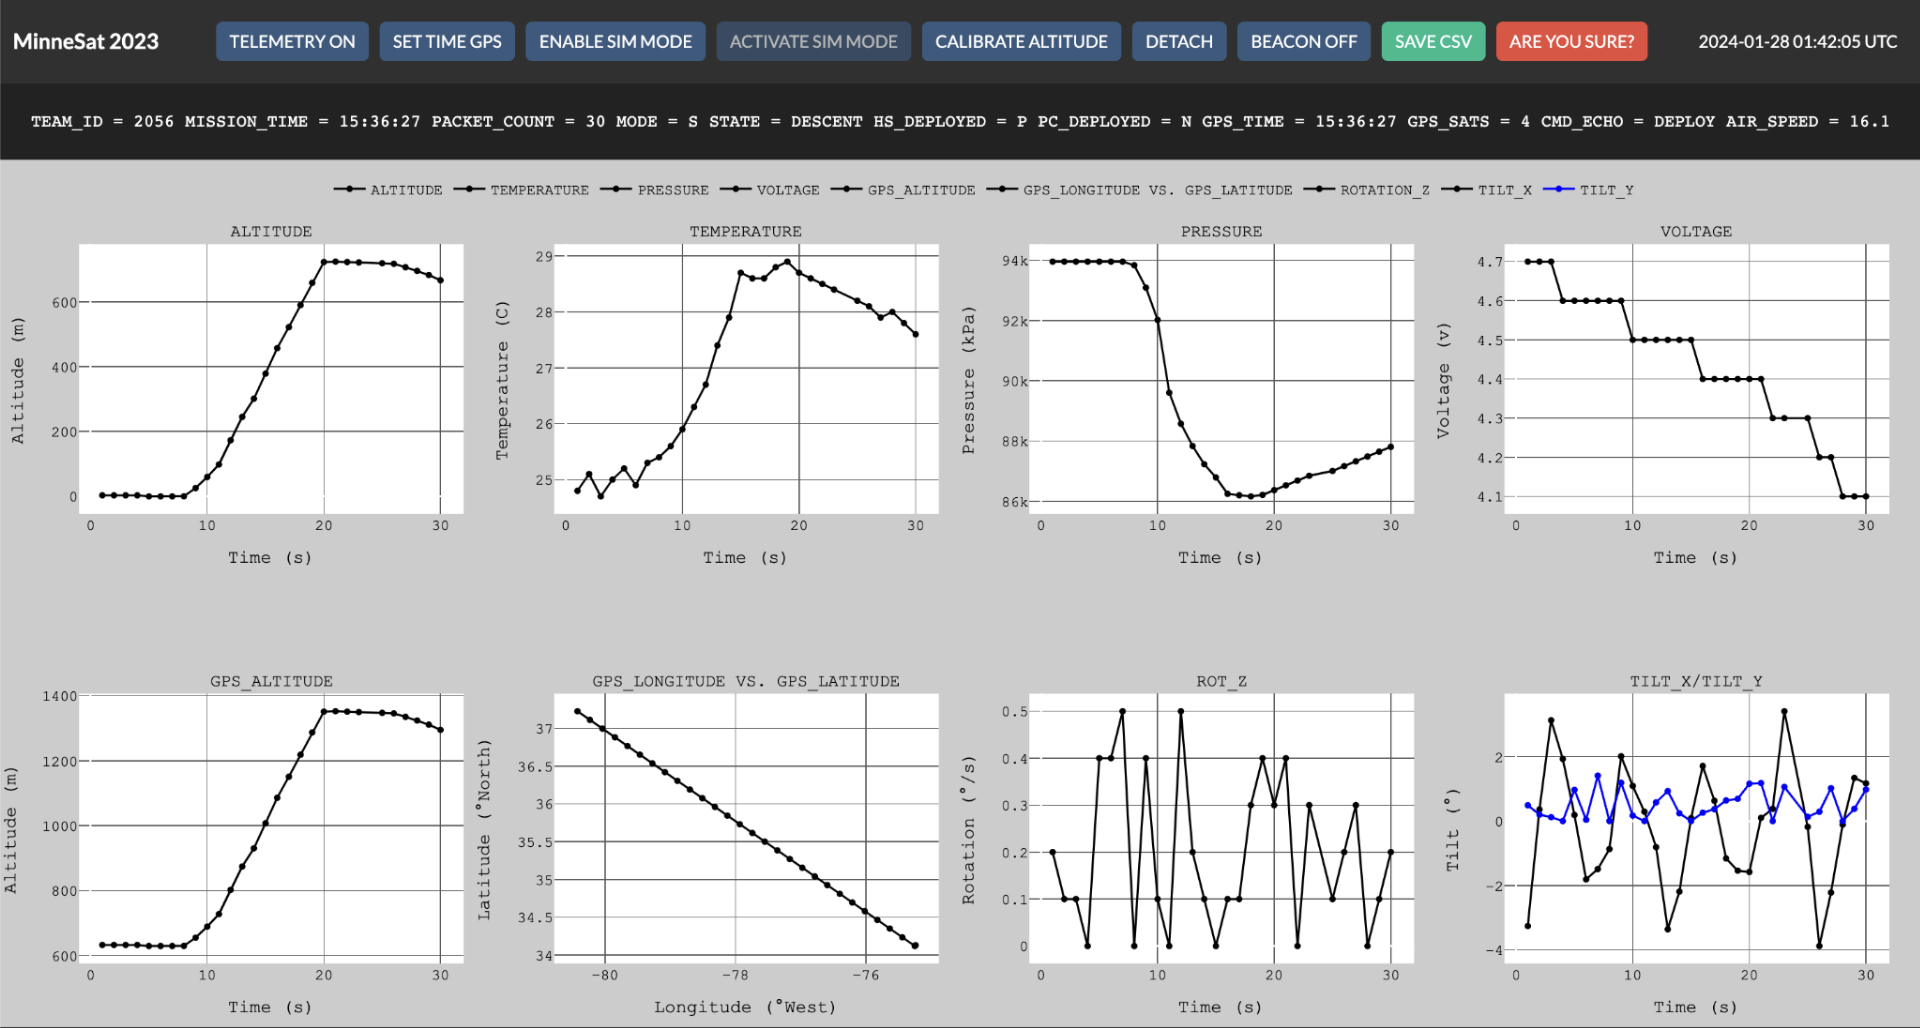 MinneSat 2023 TELEMETRY ON SET TIME GPS ENABLE SIM MODE ACTIVATE SIM MODE CALIBRATE ALTITUDE DETACH BEACON OFF SAVE CSV ARE YOU SURE? 2024-01-28 01:42:05 UTC
TEAM_ID = 2056 MISSION_TIME = 15:36:27 PACKET_COUNT = 30 MODE = S STATE = DESCENT HS_DEPLOYED = P PC_DEPLOYED = N GPS_TIME = 15:36:27 GPS_SATS = 4 CMD_ECHO = DEPLOY AIR_SPEED = 16.1
ALTITUDE TEMPERATURE PRESSURE VOLTAGE GPS_ALTITUDE GPS_LONGITUDE VS. GPS_LATITUDE ROTATION_Z TILT_X TILT_Y
ALTITUDE
Altitude (m)
600
400
200
0
0 10 20 30
Time (s)
TEMPERATURE
Temperature (C)
29
28
27
26
25
0 10 20 30
Time (s)
PRESSURE
Pressure (kPa)
94k
92k
90k
88k
86k
0 10 20 30
Time (s)
VOLTAGE
Voltage (v)
4.7
4.6
4.5
4.4
4.3
4.2
4.1
0 10 20 30
Time (s)
GPS_ALTITUDE
Altitude (m)
1400
1200
1000
800
600
0 10 20 30
Time (s)
GPS_LONGITUDE VS. GPS_LATITUDE
Latitude (°North)
37
36.5
36
35.5
35
34.5
34
−80 −78 −76
Longitude (°West)
ROT_Z
Rotation (°/s)
0.5
0.4
0.3
0.2
0.1
0
0 10 20 30
Time (s)
TILT_X/TILT_Y
Tilt (°)
2
0
−2
−4
0 10 20 30
Time (s)